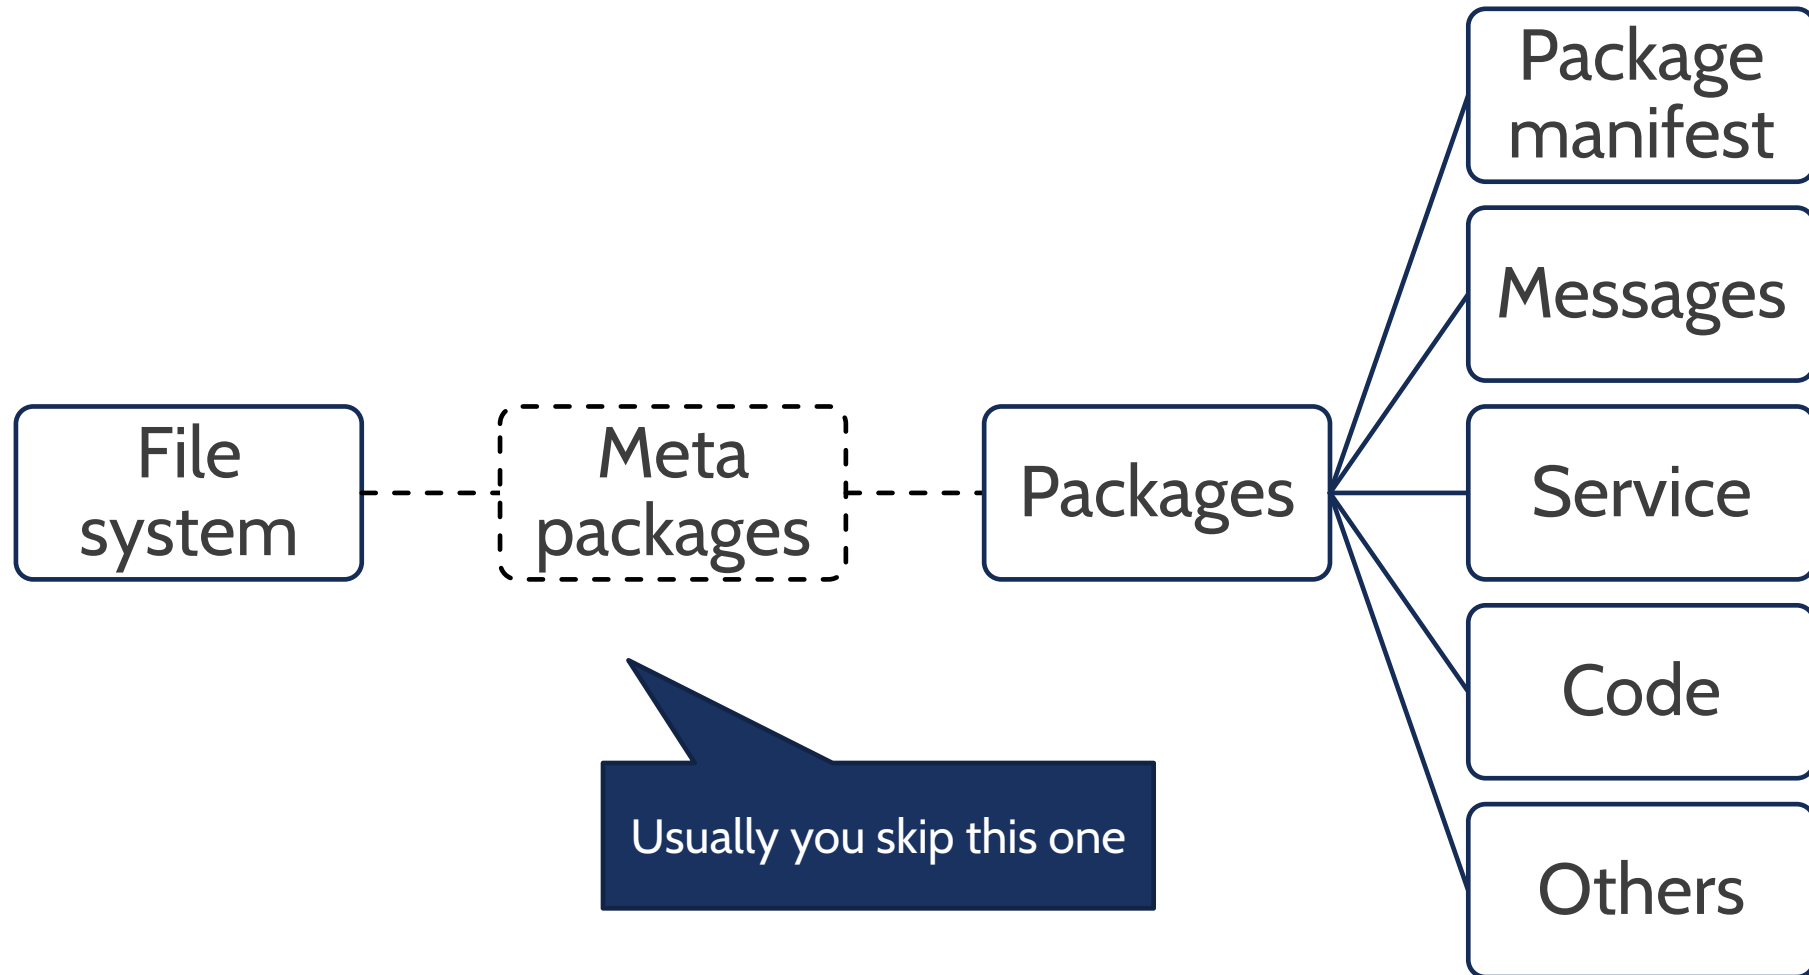 File
system
Meta
packages
Packages
Package
manifest
Messages
Service
Code
Others
Usually you skip this one